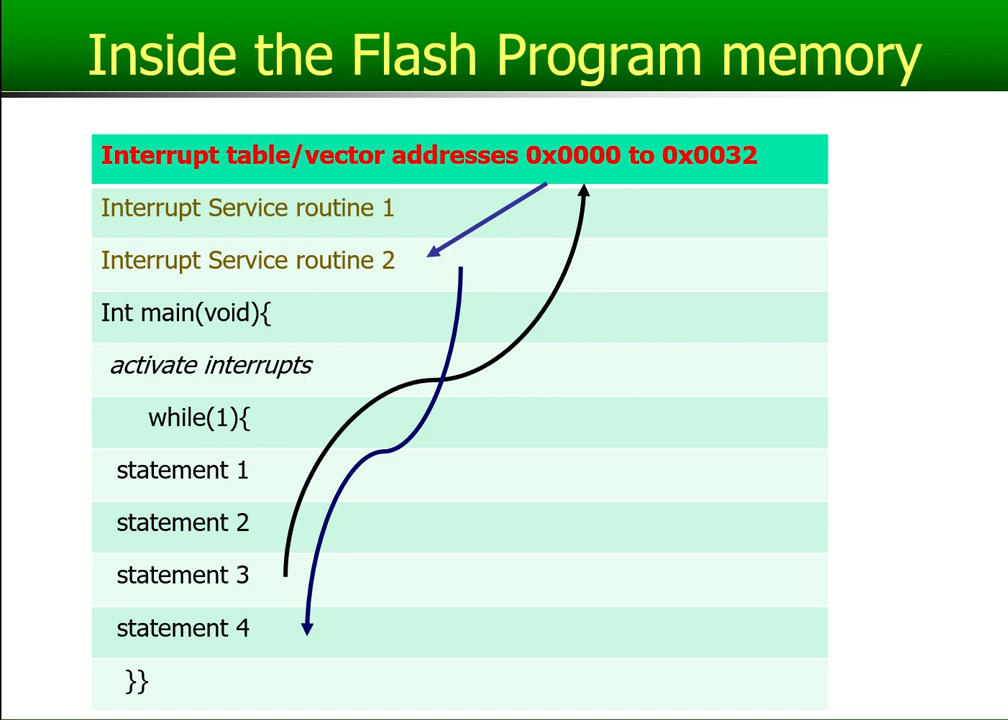 Inside the Flash Program memory
Interrupt table/vector addresses 0x0000 to 0x0032
Interrupt Service routine 1
Interrupt Service routine 2
Int main(void){
activate interrupts
while(1){
statement 1
statement 2
statement 3
statement 4
}}